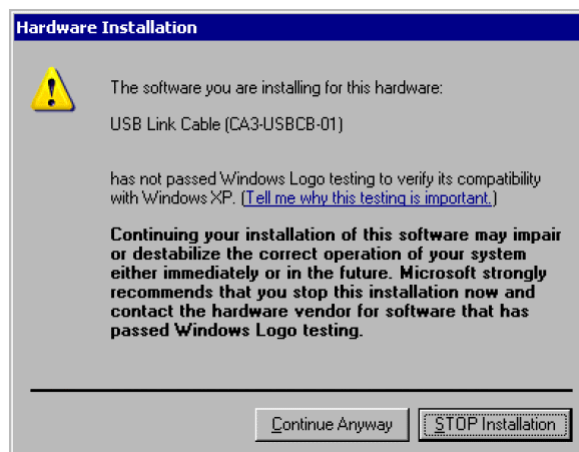 Hardware Installation
The software you are installing for this hardware:
USB Link Cable (CA3-USBCB-01)
has not passed Windows Logo testing to verify its compatibility
with Windows XP. (Tell me why this testing is important.)
Continuing your installation of this software may impair
or destabilize the correct operation of your system
either immediately or in the future. Microsoft strongly
recommends that you stop this installation now and
contact the hardware vendor for software that has
passed Windows Logo testing.
Continue Anyway
STOP Installation